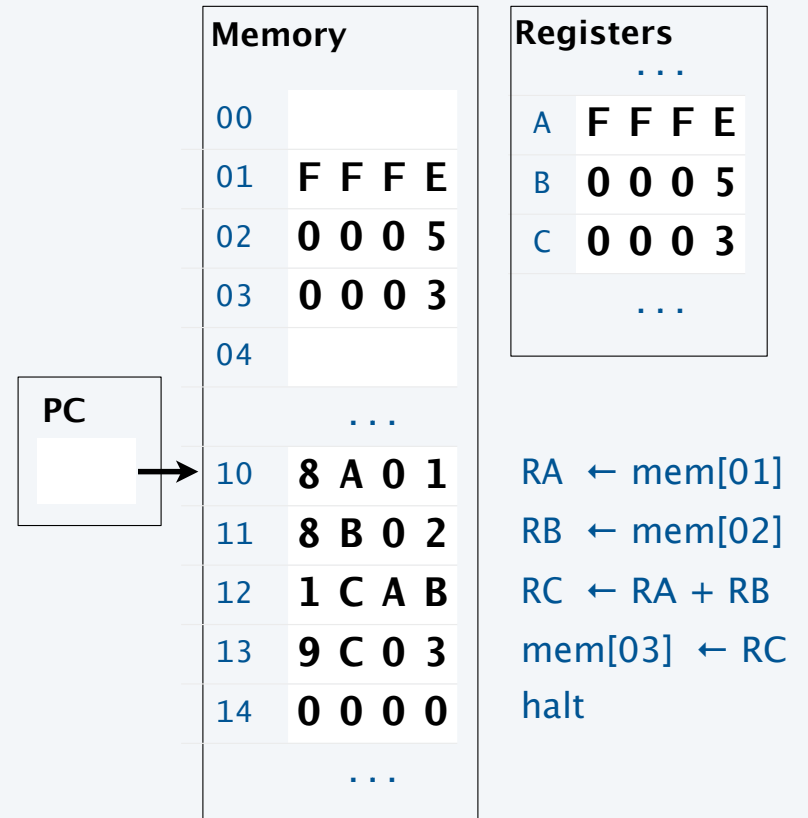 Memory
00
01 F F F E
02 0 0 0 5
03 0 0 0 3
04
...
10 8 A 0 1 RA ← mem[01]
11 8 B 0 2 RB ← mem[02]
12 1 C A B RC ← RA + RB
13 9 C 0 3 mem[03] ← RC
14 0 0 0 0 halt
...
Registers
...
A F F F E
B 0 0 0 5
C 0 0 0 3
...
PC